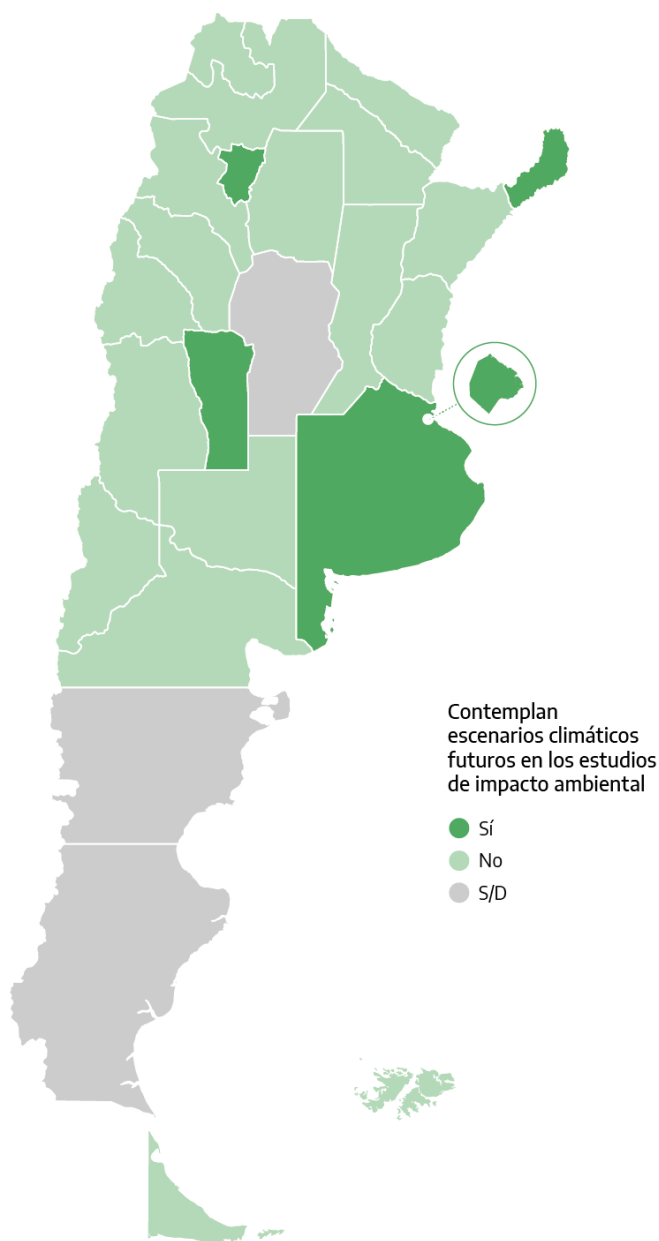 Contemplan
escenarios climáticos
futuros en los estudios
de impacto ambiental
Sí
No
S/D